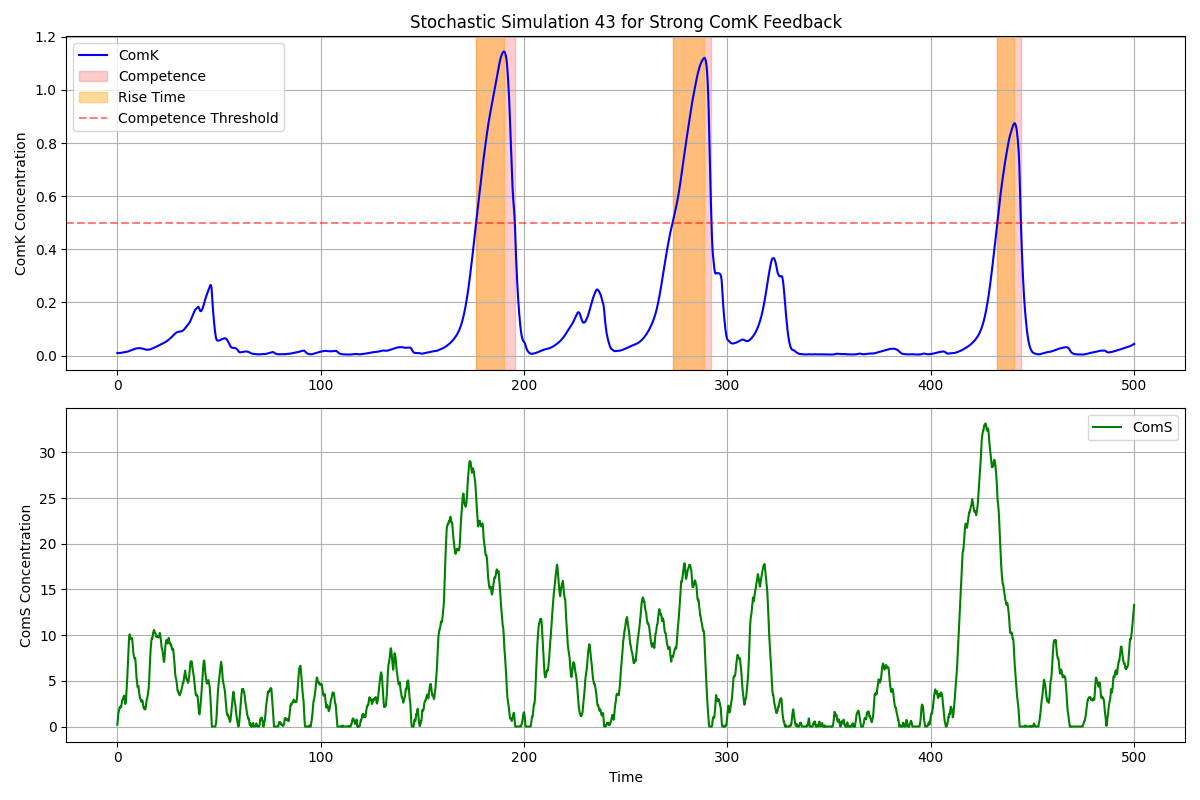 Stochastic Simulation 43 for Strong ComK Feedback
ComK Concentration
1.2
1.0
0.8
0.6
0.4
0.2
0.0
ComK
Competence
Rise Time
Competence Threshold
0 100 200 300 400 500
ComS Concentration
30
25
20
15
10
5
0
ComS
0 100 200 300 400 500
Time